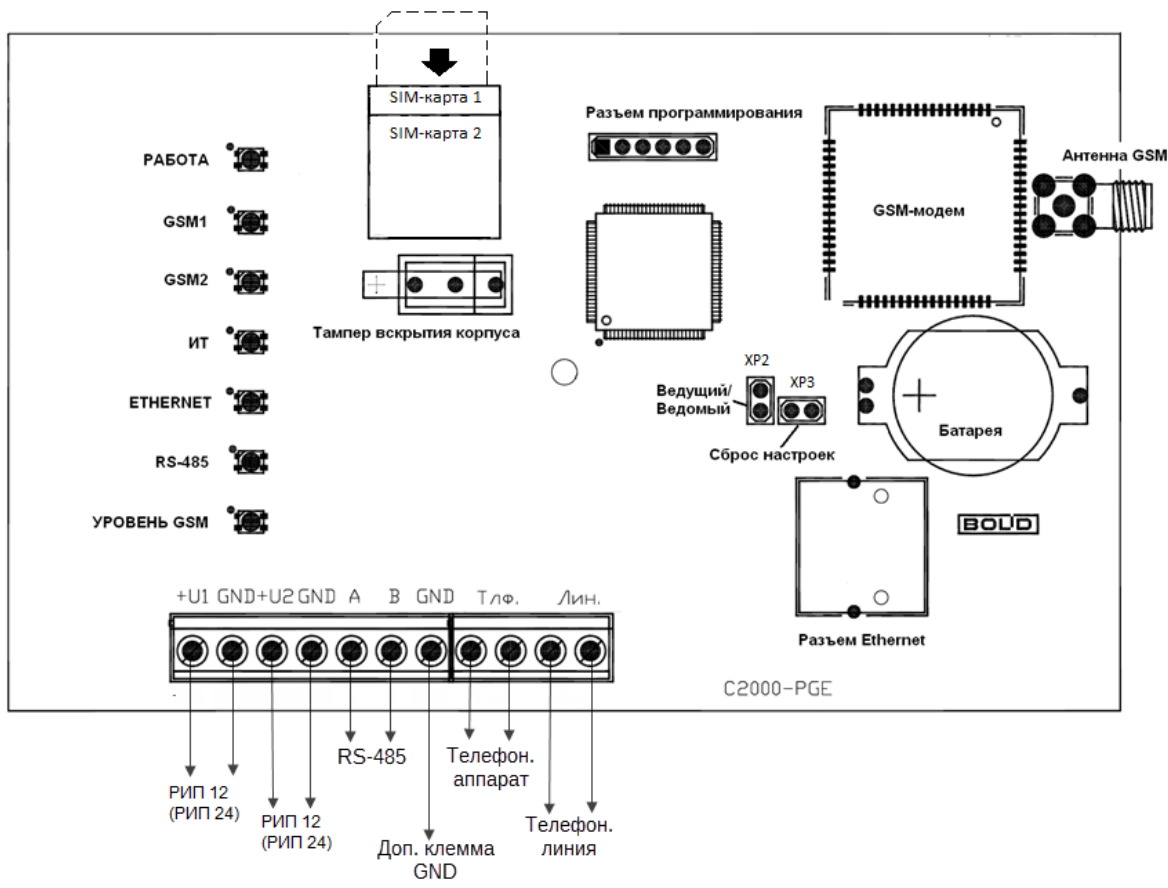 SIM-карта 1
SIM-карта 2
Разъем программирования
РАБОТА
GSM1
GSM2
ИТ
ETHERNET
RS-485
УРОВЕНЬ GSM
Тампер вскрытия корпуса
GSM-модем
Антенна GSM
XP2
XP3
Ведущий/
Ведомый
Сброс настроек
Батарея
BOLID
Разъем Ethernet
+U1 GND +U2 GND A B GND Тлф. Лин.
C2000-PGE
РИП 12
(РИП 24)
РИП 12
(РИП 24)
RS-485
Доп. клемма
GND
Телефон.
аппарат
Телефон.
линия